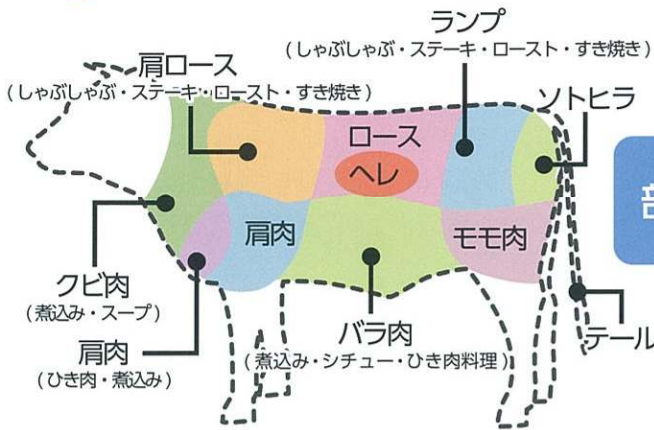 ランプ
(しゃぶしゃぶ・ステーキ・ロースト・すき焼き)
肩ロース
(しゃぶしゃぶ・ステーキ・ロースト・すき焼き)
ソトヒラ
ロース
ヘレ
部
肩肉
モモ肉
クビ肉
(煮込み・スープ)
バラ肉
(煮込み・シチュー・ひき肉料理)
テール
肩肉
(ひき肉・煮込み)